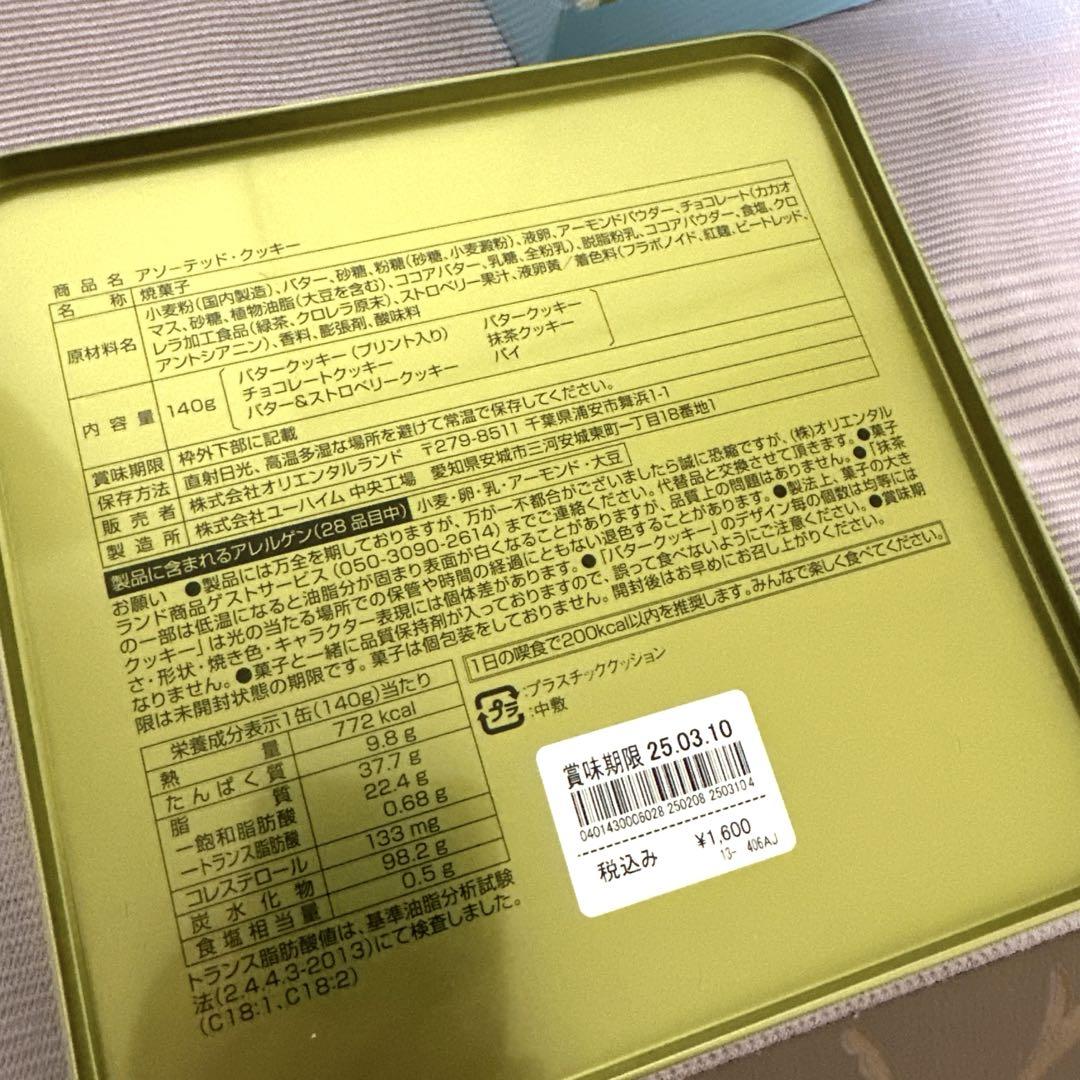 商品名 アソーテッド・クッキー
名称 焼菓子
原材料名 小麦粉(国内製造)、バター、砂糖、粉糖(砂糖、小麦澱粉)、液卵、アーモンドパウダー、チョコレート(カカオ
マス、砂糖、植物油脂(大豆を含む)、ココアバター、乳糖、全粉乳)、脱脂粉乳、ココアパウダー、食塩、クロ
レラ加工食品(緑茶、クロレラ原末)、ストロベリー果汁、液卵黄/着色料(フラボノイド、紅麹、ビートレッド、
アントシアニン)、香料、膨張剤、酸味料
内容量 140g
バタークッキー(プリント入り) バタークッキー
チョコレートクッキー 抹茶クッキー
バター&ストロベリークッキー パイ
賞味期限 枠外下部に記載
保存方法 直射日光、高温多湿な場所を避けて常温で保存してください。
販売者 株式会社オリエンタルランド 〒279-8511 千葉県浦安市舞浜1-1
製造所 株式会社ユーハイム 中央工場 愛知県安城市三河安城東町一丁目18番地1
製品に含まれるアレルゲン(28品目中) 小麦・卵・乳・アーモンド・大豆
お願い ●製品には万全を期しておりますが、万が一不都合がございましたら誠に恐縮ですが、(株)オリエンタル
ランド商品ゲストサービス(050-3090-2614)までご連絡ください。代替品と交換させて頂きます。●菓子
の一部は低温になると油脂分が固まり表面が白くなることがありますが、品質上の問題はありません。●「抹茶
クッキー」は光の当たる場所での保管や時間の経過にともない退色することがあります。●製法上、菓子の大き
さ・形状・焼き色・キャラクター表現には個体差があります。●「バタークッキー」のデザイン毎の個数は均等には
なりません。●菓子と一緒に品質保持剤が入っておりますので、誤って食べないようにご注意ください。●賞味期
限は未開封状態の期限です。菓子は個包装をしておりません。開封後はお早めにお召し上がりください。
1日の喫食で200kcal以内を推奨します。みんなで楽しく食べてください。
プラ :プラスチッククッション
:中敷
栄養成分表示1缶(140g)当たり
熱量 772 kcal
たんぱく質 9.8 g
脂質 37.7 g
ー飽和脂肪酸 22.4 g
ートランス脂肪酸 0.68 g
コレステロール 133 mg
炭水化物 98.2 g
食塩相当量 0.5 g
トランス脂肪酸値は、基準油脂分析試験
法(2.4.4.3-2013)にて検査しました。
(C18:1、C18:2)
賞味期限 25.03.10
0401430006028 250208 2503104
¥1,600
税込み 13- 406AJ